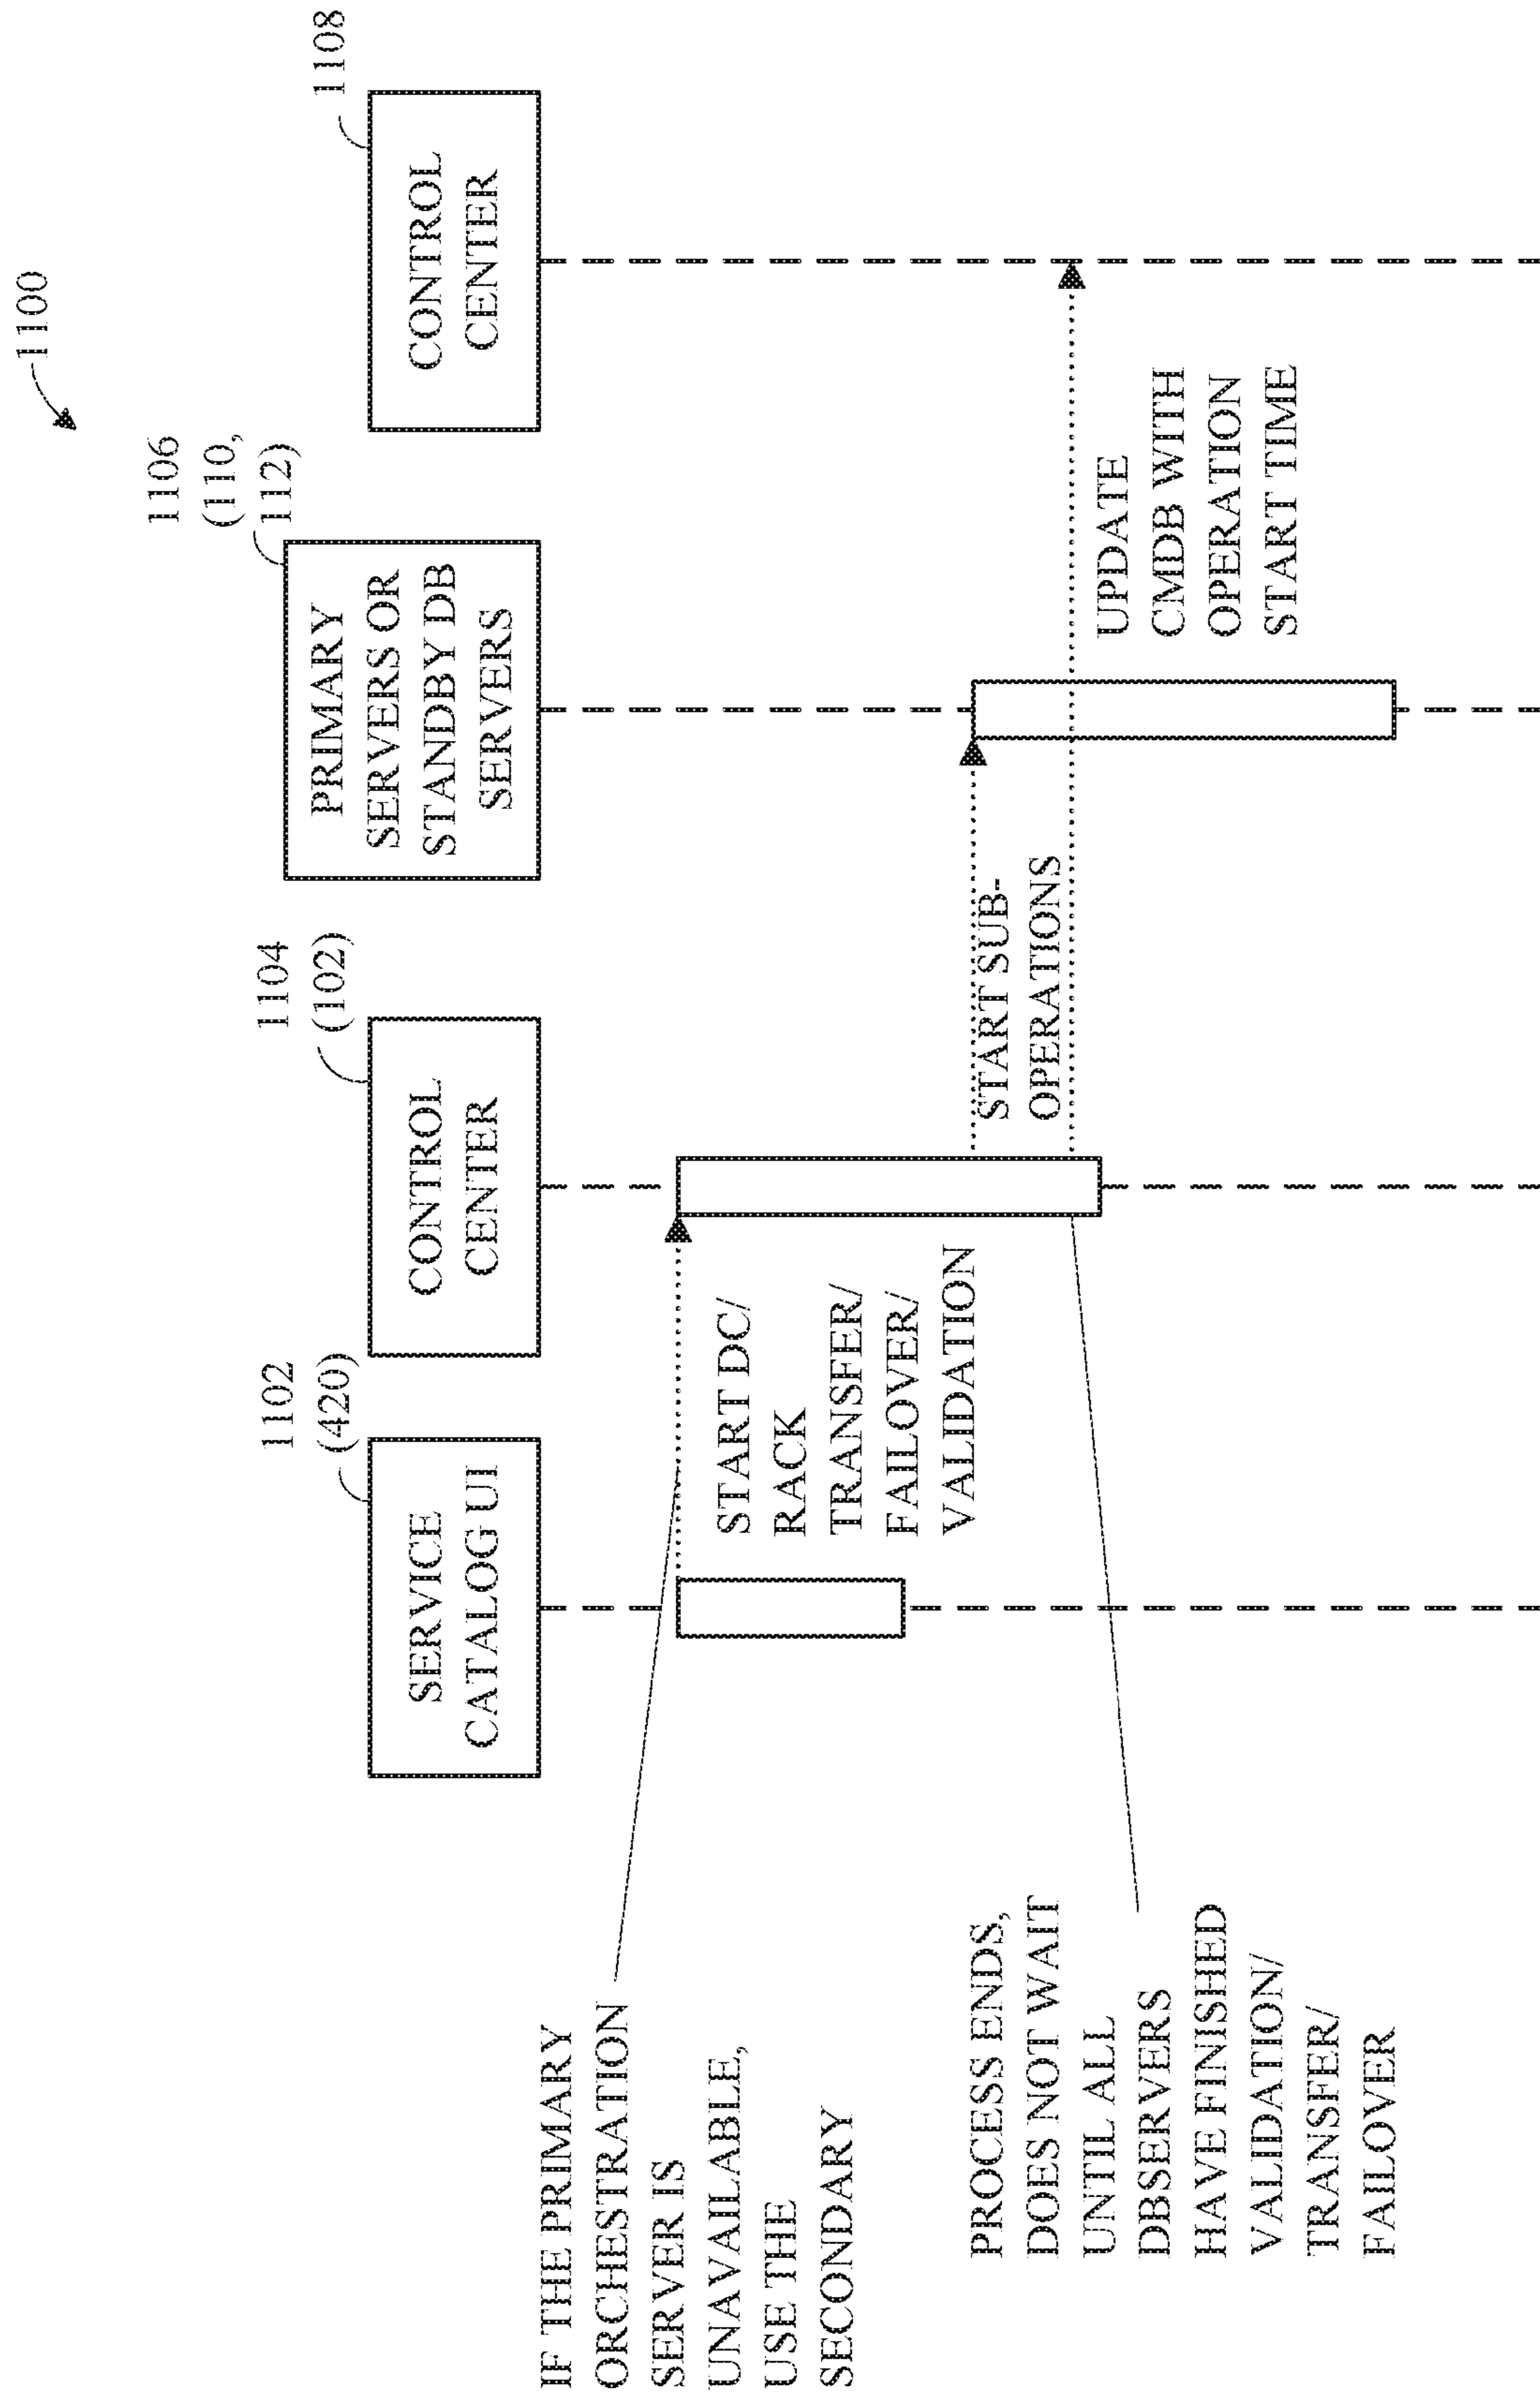 1100
1102
(420)
SERVICE
CATALOG UI
1104
(102)
CONTROL
CENTER
1106
(110,
112)
PRIMARY
SERVERS OR
STANDBY DB
SERVERS
1108
CONTROL
CENTER
IF THE PRIMARY
ORCHESTRATION
SERVER IS
UNAVAILABLE,
USE THE
SECONDARY
START DC/
RACK
TRANSFER/
FAILOVER/
VALIDATION
START SUB-
OPERATIONS
UPDATE
CMDB WITH
OPERATION
START TIME
PROCESS ENDS,
DOES NOT WAIT
UNTIL ALL
DBSERVERS
HAVE FINISHED
VALIDATION/
TRANSFER/
FAILOVER